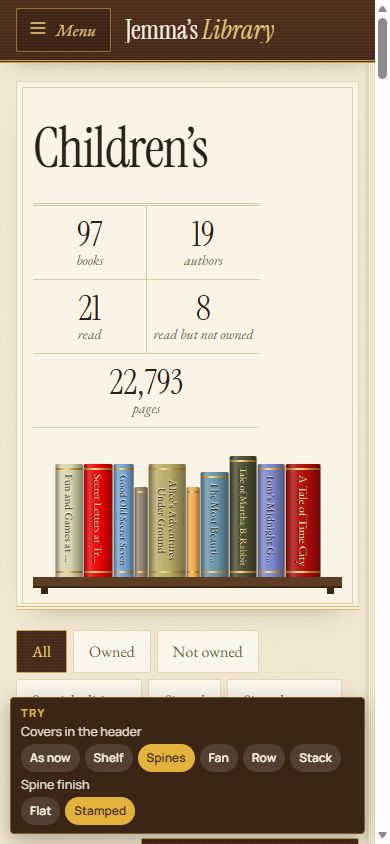 Menu
Jemma's Library
Children's
97
books
19
authors
21
read
8
read but not owned
22,793
pages
Fun and Games at ...
Secret Letters at Tr...
Good Old Secret Seven
Alice's Adventures
Under Ground
The Most Beauti...
Tale of Martha B. Rabbit
Tom's Midnight G...
A Tale of Time City
All
Owned
Not owned
TRY
Covers in the header
As now
Shelf
Spines
Fan
Row
Stack
Spine finish
Flat
Stamped